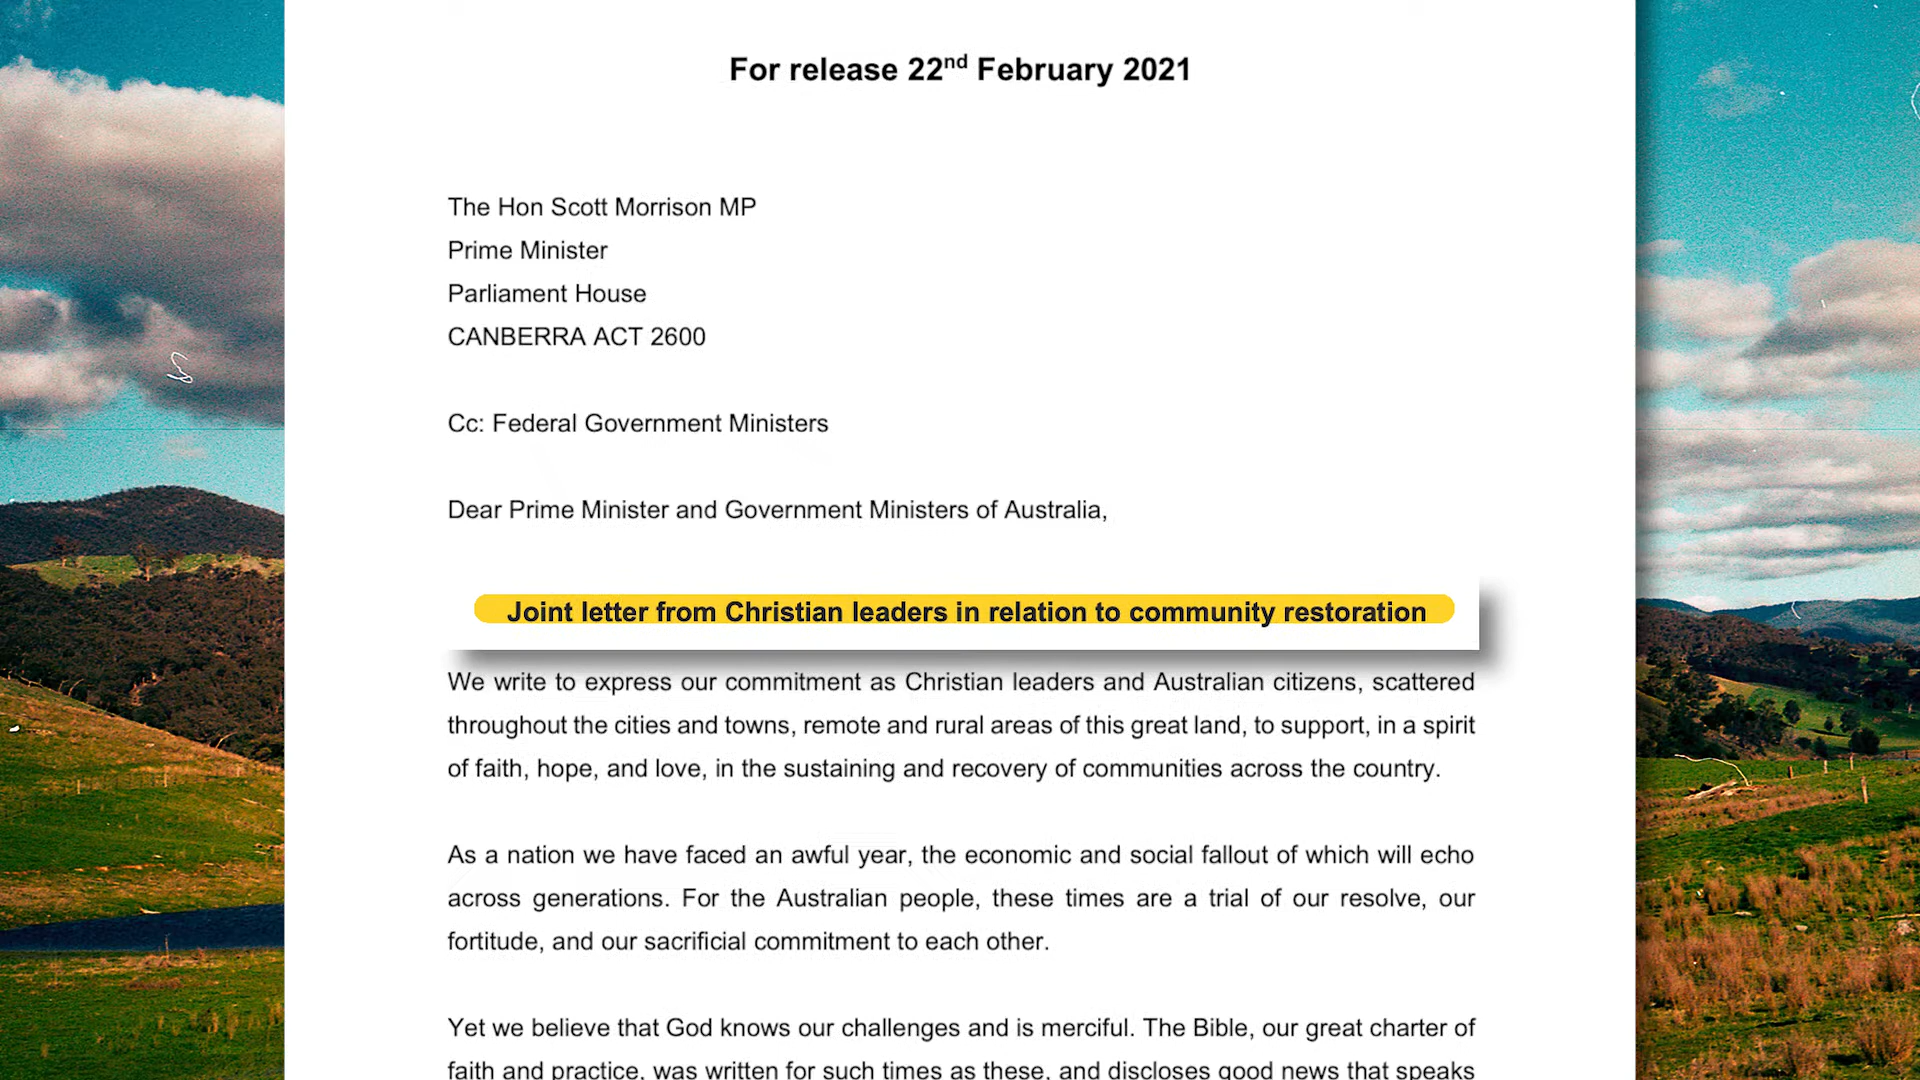 For release 22nd February 2021
The Hon Scott Morrison MP
Prime Minister
Parliament House
CANBERRA ACT 2600
Cc: Federal Government Ministers
Dear Prime Minister and Government Ministers of Australia,
Joint letter from Christian leaders in relation to community restoration
We write to express our commitment as Christian leaders and Australian citizens, scattered
throughout the cities and towns, remote and rural areas of this great land, to support, in a spirit
of faith, hope, and love, in the sustaining and recovery of communities across the country.
As a nation we have faced an awful year, the economic and social fallout of which will echo
across generations. For the Australian people, these times are a trial of our resolve, our
fortitude, and our sacrificial commitment to each other.
Yet we believe that God knows our challenges and is merciful. The Bible, our great charter of
faith and practice, was written for such times as these, and discloses good news that speaks